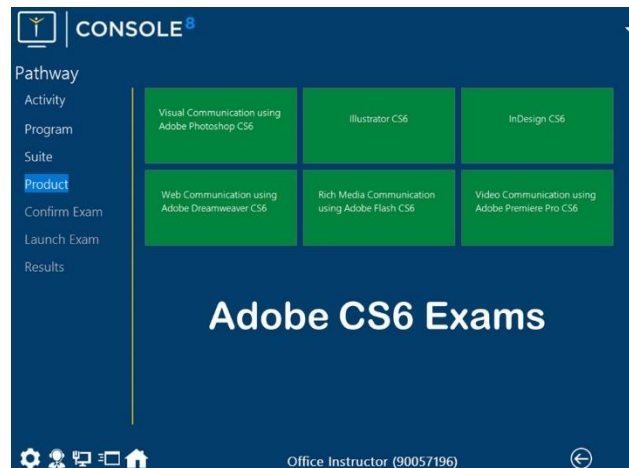 CONSOLE8
Pathway
Activity
Program
Suite
Product
Confirm Exam
Launch Exam
Results
Visual Communication using
Adobe Photoshop CS6
Illustrator CS6
InDesign CS6
Web Communication using
Adobe Dreamweaver CS6
Rich Media Communication
using Adobe Flash CS6
Video Communication using
Adobe Premiere Pro CS6
Adobe CS6 Exams
Office Instructor (90057196)